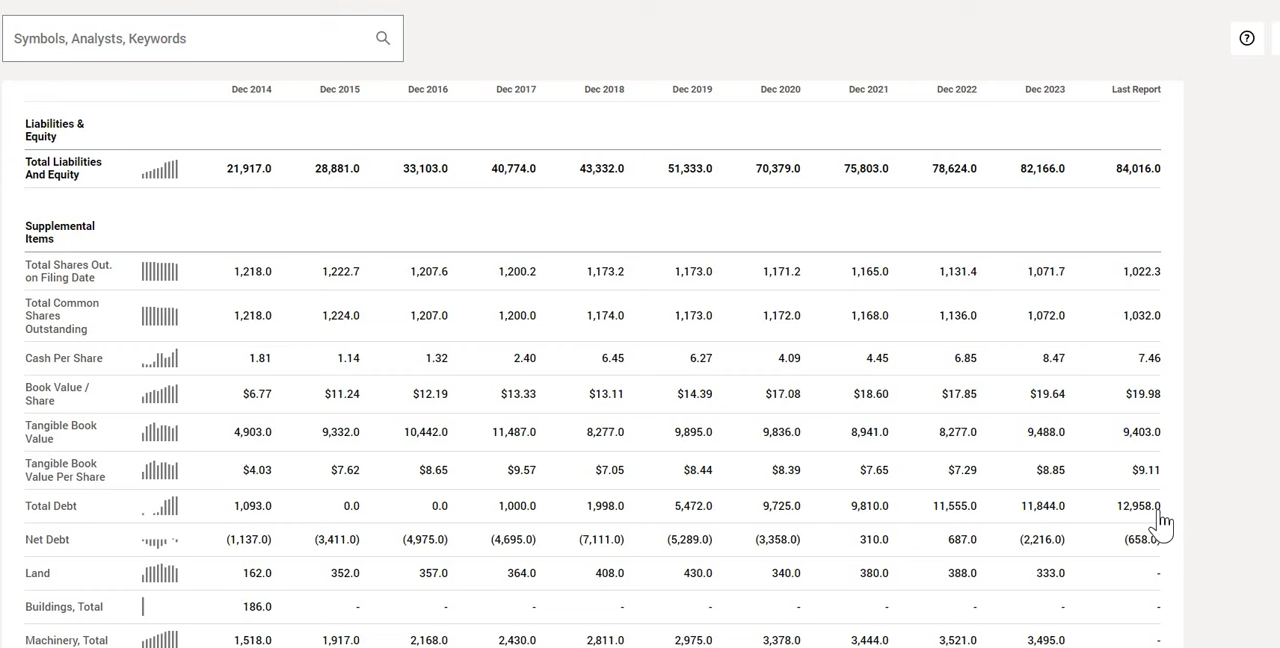 Symbols, Analysts, Keywords
Dec 2014 Dec 2015 Dec 2016 Dec 2017 Dec 2018 Dec 2019 Dec 2020 Dec 2021 Dec 2022 Dec 2023 Last Report
Liabilities &
Equity
Total Liabilities
And Equity 21,917.0 28,881.0 33,103.0 40,774.0 43,332.0 51,333.0 70,379.0 75,803.0 78,624.0 82,166.0 84,016.0
Supplemental
Items
Total Shares Out.
on Filing Date 1,218.0 1,222.7 1,207.6 1,200.2 1,173.2 1,173.0 1,171.2 1,165.0 1,131.4 1,071.7 1,022.3
Total Common
Shares 1,218.0 1,224.0 1,207.0 1,200.0 1,174.0 1,173.0 1,172.0 1,168.0 1,136.0 1,072.0 1,032.0
Outstanding
Cash Per Share 1.81 1.14 1.32 2.40 6.45 6.27 4.09 4.45 6.85 8.47 7.46
Book Value /
Share $6.77 $11.24 $12.19 $13.33 $13.11 $14.39 $17.08 $18.60 $17.85 $19.64 $19.98
Tangible Book
Value 4,903.0 9,332.0 10,442.0 11,487.0 8,277.0 9,895.0 9,836.0 8,941.0 8,277.0 9,488.0 9,403.0
Tangible Book
Value Per Share $4.03 $7.62 $8.65 $9.57 $7.05 $8.44 $8.39 $7.65 $7.29 $8.85 $9.11
Total Debt 1,093.0 0.0 0.0 1,000.0 1,998.0 5,472.0 9,725.0 9,810.0 11,555.0 11,844.0 12,958.0
Net Debt (1,137.0) (3,411.0) (4,975.0) (4,695.0) (7,111.0) (5,289.0) (3,358.0) 310.0 687.0 (2,216.0) (658.0)
Land 162.0 352.0 357.0 364.0 408.0 430.0 340.0 380.0 388.0 333.0 -
Buildings, Total 186.0 - - - - - - - - - -
Machinery, Total 1,518.0 1,917.0 2,168.0 2,430.0 2,811.0 2,975.0 3,378.0 3,444.0 3,521.0 3,495.0 -